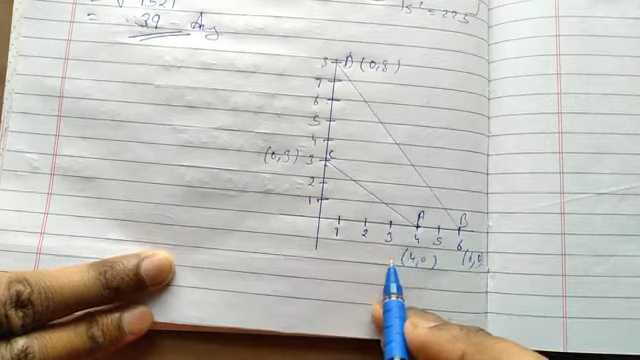 = √1521
= 39 - Ans
15² = 225
8 D (0,8)
7
6
5
4
(0,3) 3 C
2
1
A B
1 2 3 4 5 6
(4,0) (6,0)